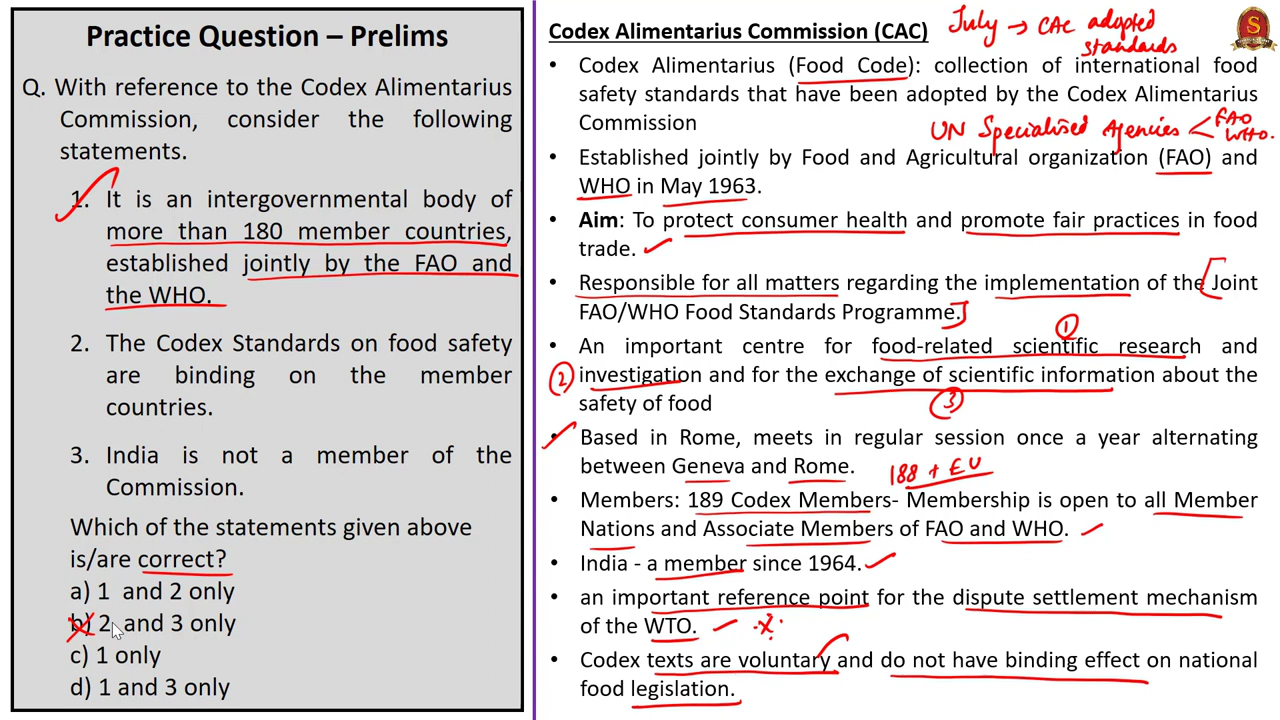 Practice Question – Prelims
Q. With reference to the Codex Alimentarius
Commission, consider the following
statements.
1. It is an intergovernmental body of
more than 180 member countries,
established jointly by the FAO and
the WHO.
2. The Codex Standards on food safety
are binding on the member
countries.
3. India is not a member of the
Commission.
Which of the statements given above
is/are correct?
a) 1 and 2 only
b) 2 and 3 only
c) 1 only
d) 1 and 3 only
Codex Alimentarius Commission (CAC)
July → CAC adopted
standards
• Codex Alimentarius (Food Code): collection of international food
safety standards that have been adopted by the Codex Alimentarius
Commission
UN Specialised Agencies < FAO
WHO.
• Established jointly by Food and Agricultural organization (FAO) and
WHO in May 1963.
• Aim: To protect consumer health and promote fair practices in food
trade.
• Responsible for all matters regarding the implementation of the [Joint
FAO/WHO Food Standards Programme.]
①
• An important centre for food-related scientific research and
② investigation and for the exchange of scientific information about the
safety of food
③
• Based in Rome, meets in regular session once a year alternating
between Geneva and Rome.
188 + EU
• Members: 189 Codex Members- Membership is open to all Member
Nations and Associate Members of FAO and WHO.
• India - a member since 1964.
• an important reference point for the dispute settlement mechanism
of the WTO.
• Codex texts are voluntary and do not have binding effect on national
food legislation.